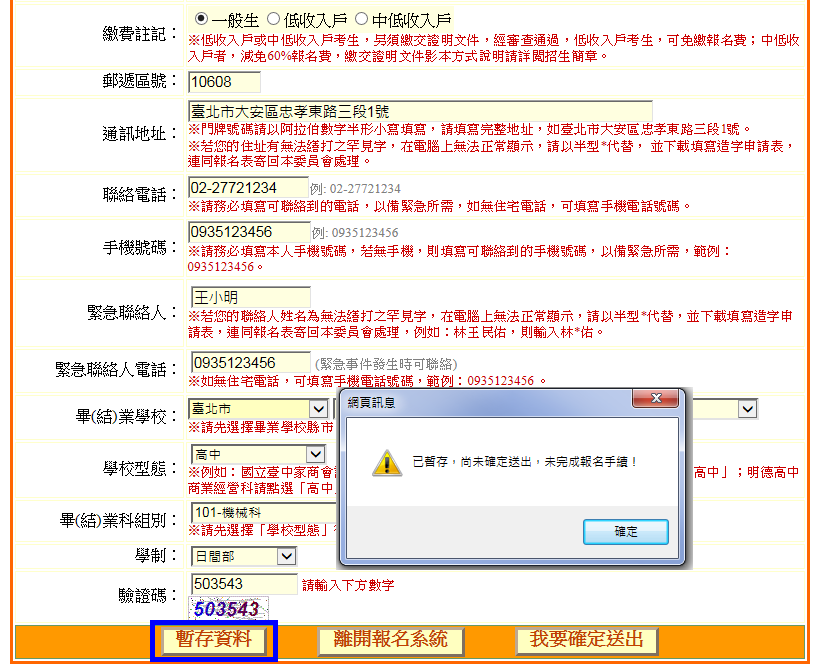 繳費註記： 一般生 低收入戶 中低收入戶
※低收入戶或中低收入戶考生，另須繳交證明文件，經審查通過，低收入戶考生，可免繳報名費；中低收
入戶者，減免60%報名費，繳交證明文件影本方式說明請詳閱招生簡章。
郵遞區號： 10608
臺北市大安區忠孝東路三段1號
通訊地址： ※門牌號碼請以阿拉伯數字半形小寫填寫，請填寫完整地址，如臺北市大安區忠孝東路三段1號。
※若您的住址有無法繕打之罕見字，在電腦上無法正常顯示，請以半型*代替， 並下載填寫造字申請表，
連同報名表寄回本委員會處理。
聯絡電話： 02-27721234 例: 02-27721234
※請務必填寫可聯絡到的電話，以備緊急所需，如無住宅電話，可填寫手機電話號碼。
手機號碼： 0935123456 例: 0935123456
※請務必填寫本人手機號碼，若無手機，則填寫可聯絡到的手機號碼，以備緊急所需，範例：
0935123456。
緊急聯絡人： 王小明
※若您的聯絡人姓名為無法繕打之罕見字，在電腦上無法正常顯示，請以半型*代替，並下載填寫造字申
請表，連同報名表寄回本委員會處理，例如：林玊民佑，則輸入林*佑。
緊急聯絡人電話： 0935123456 (緊急事件發生時可聯絡)
※如無住宅電話，可填寫手機電話號碼，範例：0935123456 。
畢(結)業學校： 臺北市
※請先選擇畢業學校縣市
網頁訊息
已暫存，尚未確定送出，未完成報名手續！
確定
學校型態： 高中
※例如：國立臺中家商會 高中」；明德高中
商業經營科請點選「高中
畢(結)業科組別： 101-機械科
※請先選擇「學校型態」
學制： 日間部
驗證碼： 503543 請輸入下方數字
503543
暫存資料 離開報名系統 我要確定送出